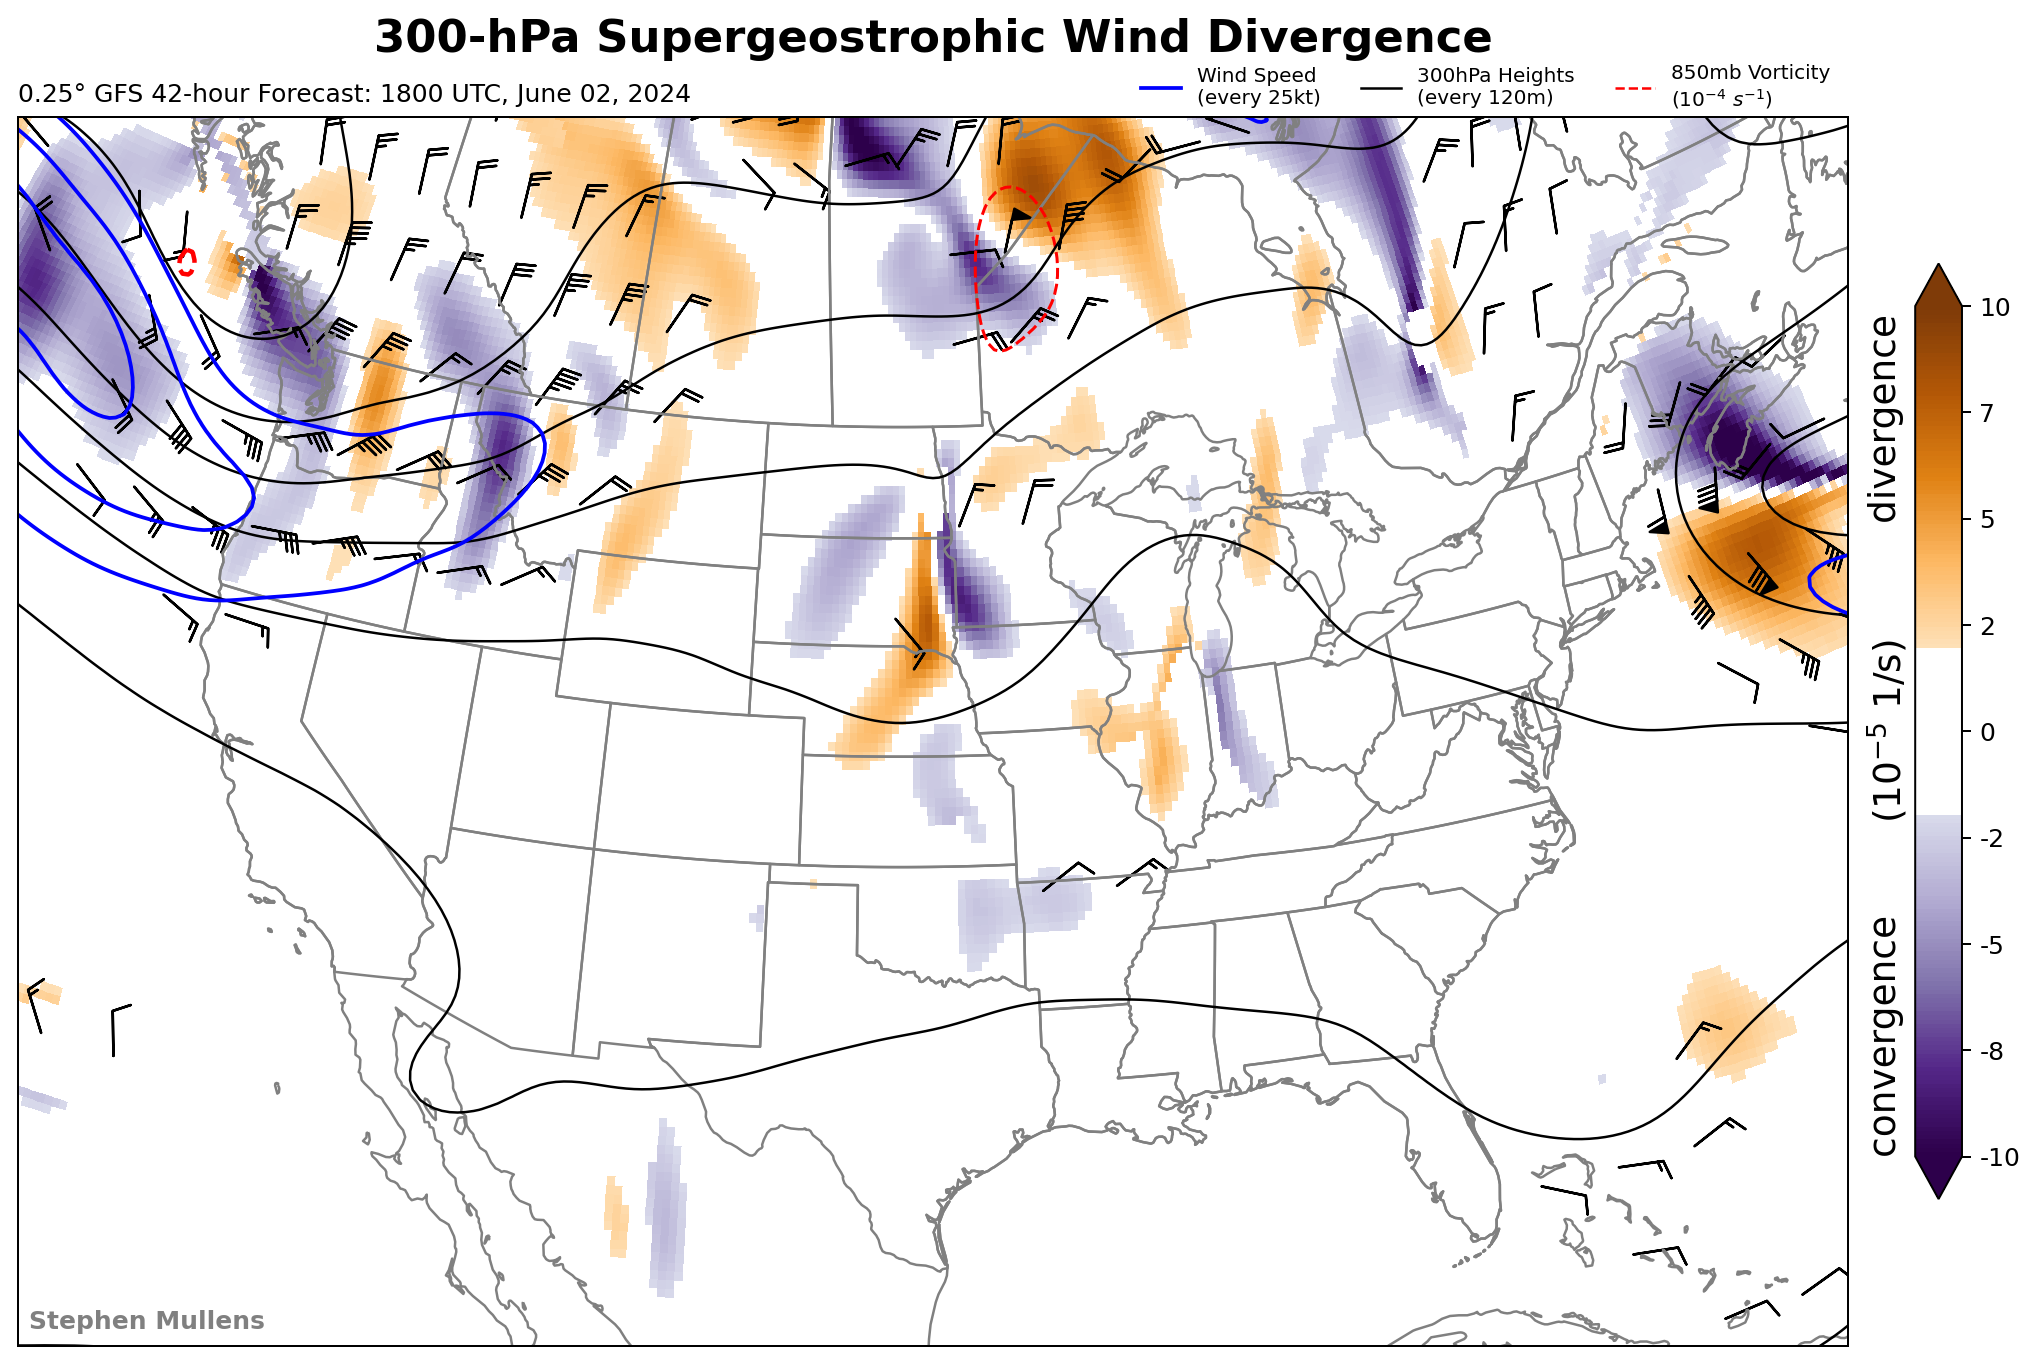 300-hPa Supergeostrophic Wind Divergence
0.25° GFS 42-hour Forecast: 1800 UTC, June 02, 2024
Wind Speed
(every 25kt)
300hPa Heights
(every 120m)
850mb Vorticity
(10⁻⁴ s⁻¹)
10
7
5
2
0
-2
-5
-8
-10
convergence (10⁻⁵ 1/s) divergence
Stephen Mullens